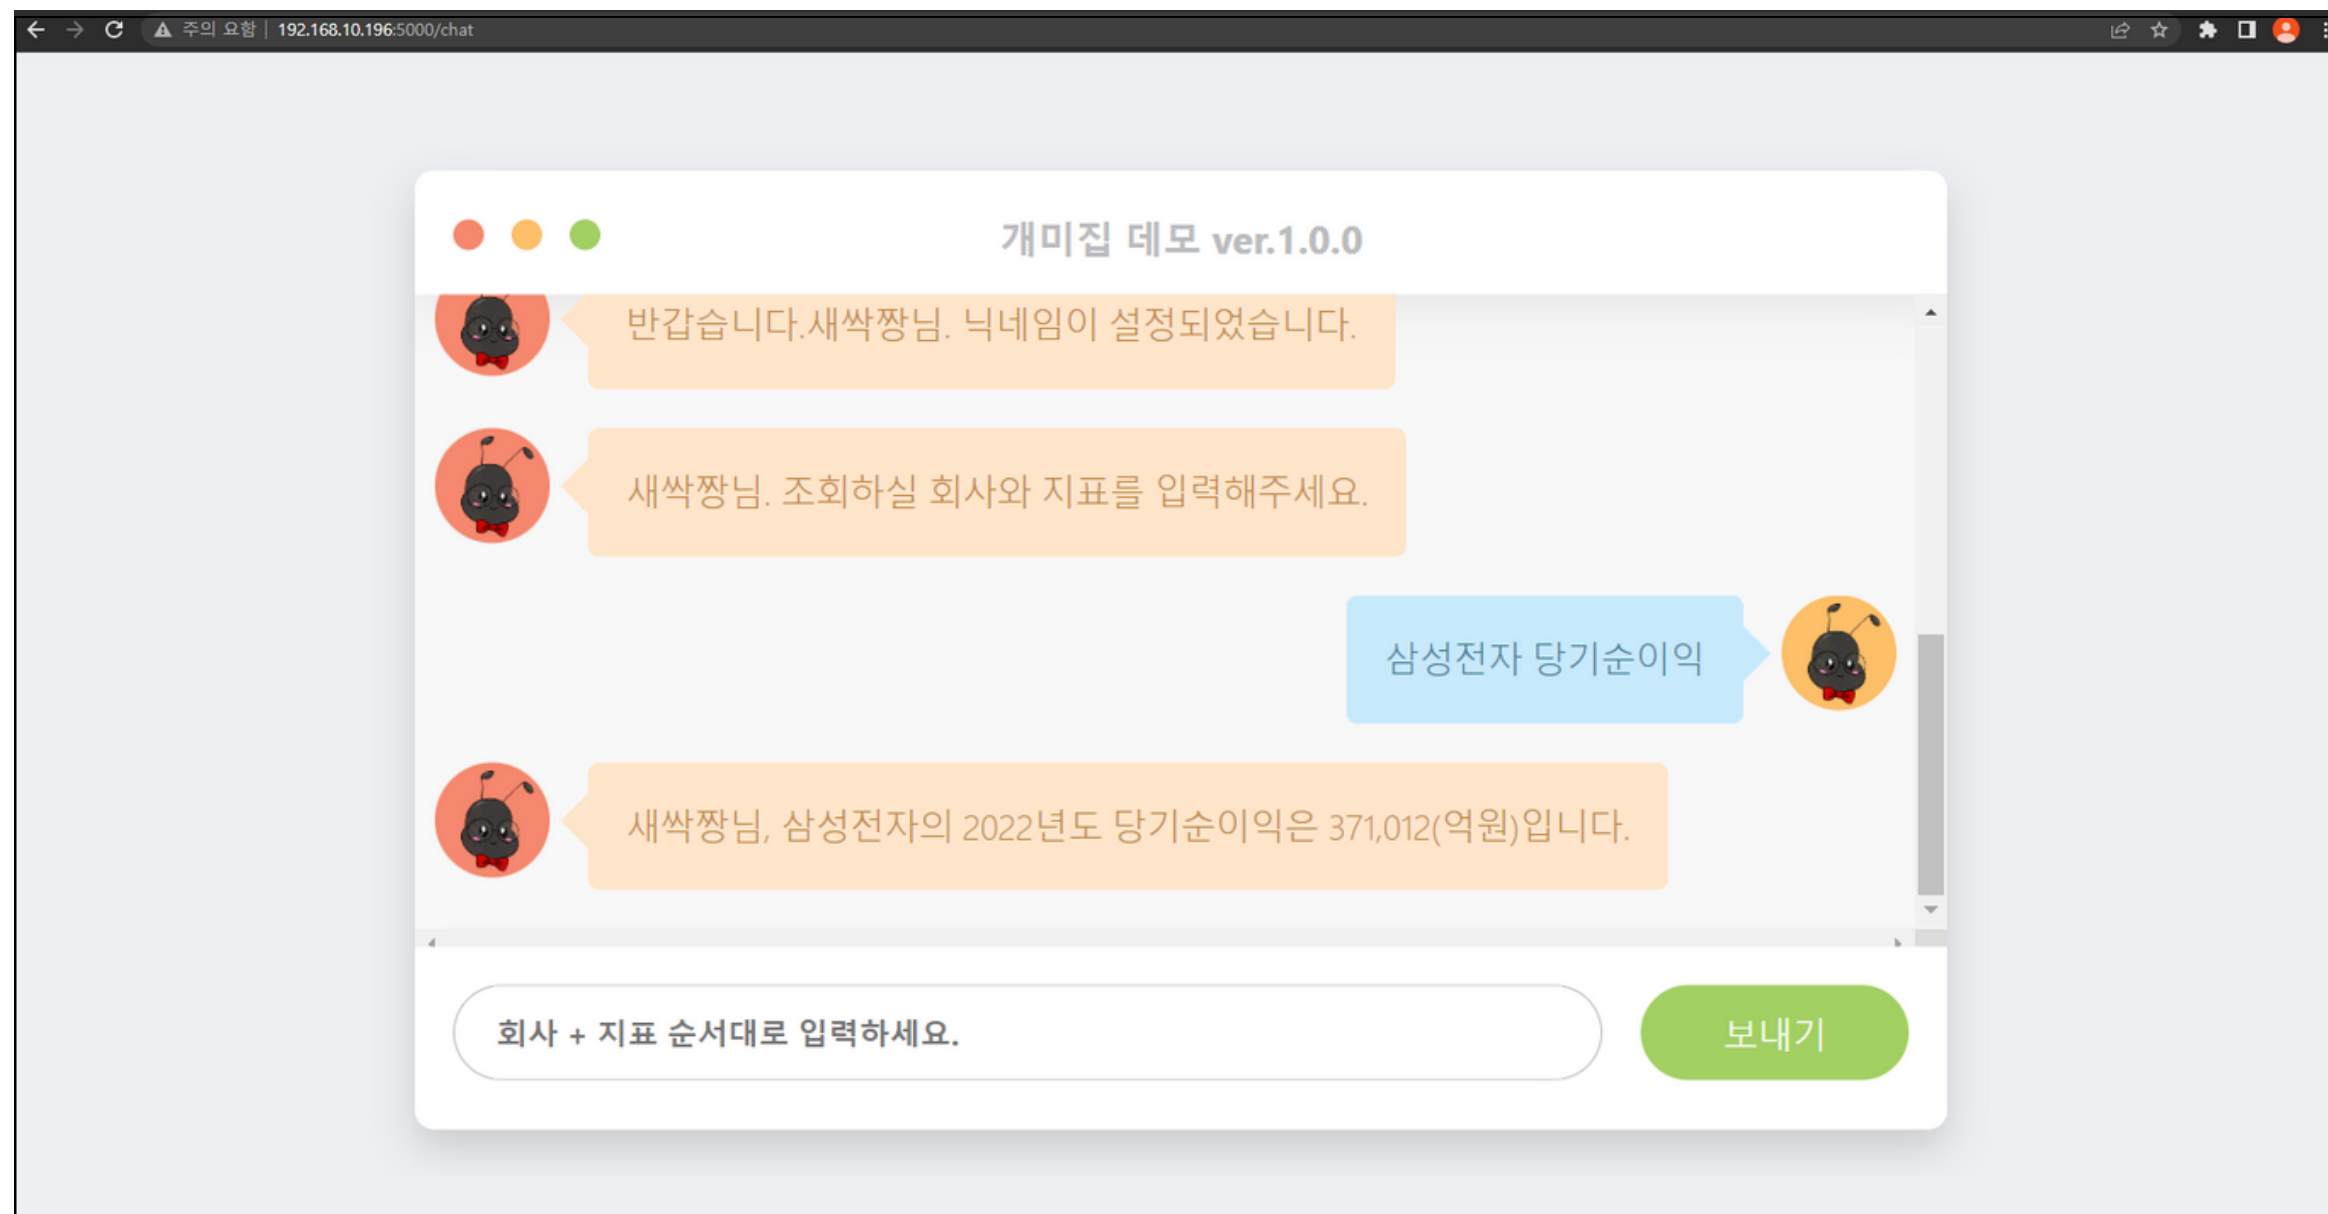 주의 요함 | 192.168.10.196:5000/chat
개미집 데모 ver.1.0.0
반갑습니다.새싹짱님. 닉네임이 설정되었습니다.
새싹짱님. 조회하실 회사와 지표를 입력해주세요.
삼성전자 당기순이익
새싹짱님, 삼성전자의 2022년도 당기순이익은 371,012(억원)입니다.
회사 + 지표 순서대로 입력하세요.
보내기